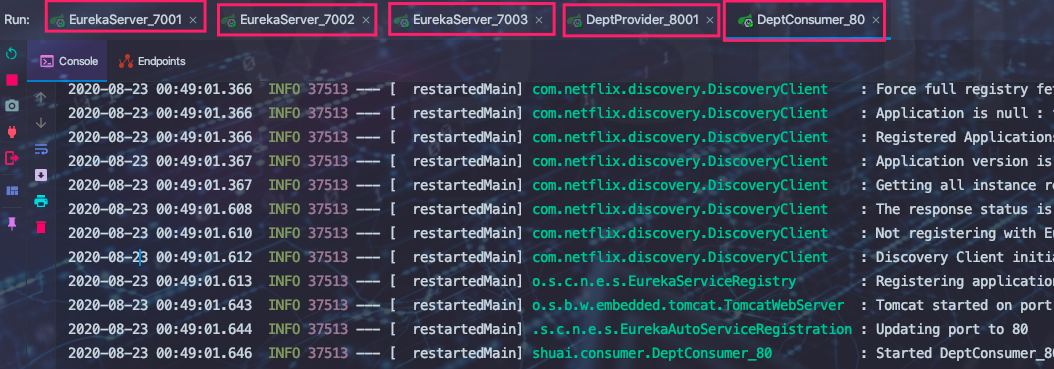 Run: EurekaServer_7001 × EurekaServer_7002 × EurekaServer_7003 × DeptProvider_8001 × DeptConsumer_80 ×
Console Endpoints
2020-08-23 00:49:01.366 INFO 37513 --- [ restartedMain] com.netflix.discovery.DiscoveryClient : Force full registry fe
2020-08-23 00:49:01.366 INFO 37513 --- [ restartedMain] com.netflix.discovery.DiscoveryClient : Application is null :
2020-08-23 00:49:01.366 INFO 37513 --- [ restartedMain] com.netflix.discovery.DiscoveryClient : Registered Applications
2020-08-23 00:49:01.367 INFO 37513 --- [ restartedMain] com.netflix.discovery.DiscoveryClient : Application version is
2020-08-23 00:49:01.367 INFO 37513 --- [ restartedMain] com.netflix.discovery.DiscoveryClient : Getting all instance re
2020-08-23 00:49:01.608 INFO 37513 --- [ restartedMain] com.netflix.discovery.DiscoveryClient : The response status is
2020-08-23 00:49:01.610 INFO 37513 --- [ restartedMain] com.netflix.discovery.DiscoveryClient : Not registering with Eu
2020-08-23 00:49:01.612 INFO 37513 --- [ restartedMain] com.netflix.discovery.DiscoveryClient : Discovery Client initi
2020-08-23 00:49:01.613 INFO 37513 --- [ restartedMain] o.s.c.n.e.s.EurekaServiceRegistry : Registering application
2020-08-23 00:49:01.643 INFO 37513 --- [ restartedMain] o.s.b.w.embedded.tomcat.TomcatWebServer : Tomcat started on port
2020-08-23 00:49:01.644 INFO 37513 --- [ restartedMain] .s.c.n.e.s.EurekaAutoServiceRegistration : Updating port to 80
2020-08-23 00:49:01.646 INFO 37513 --- [ restartedMain] shuai.consumer.DeptConsumer_80 : Started DeptConsumer_80